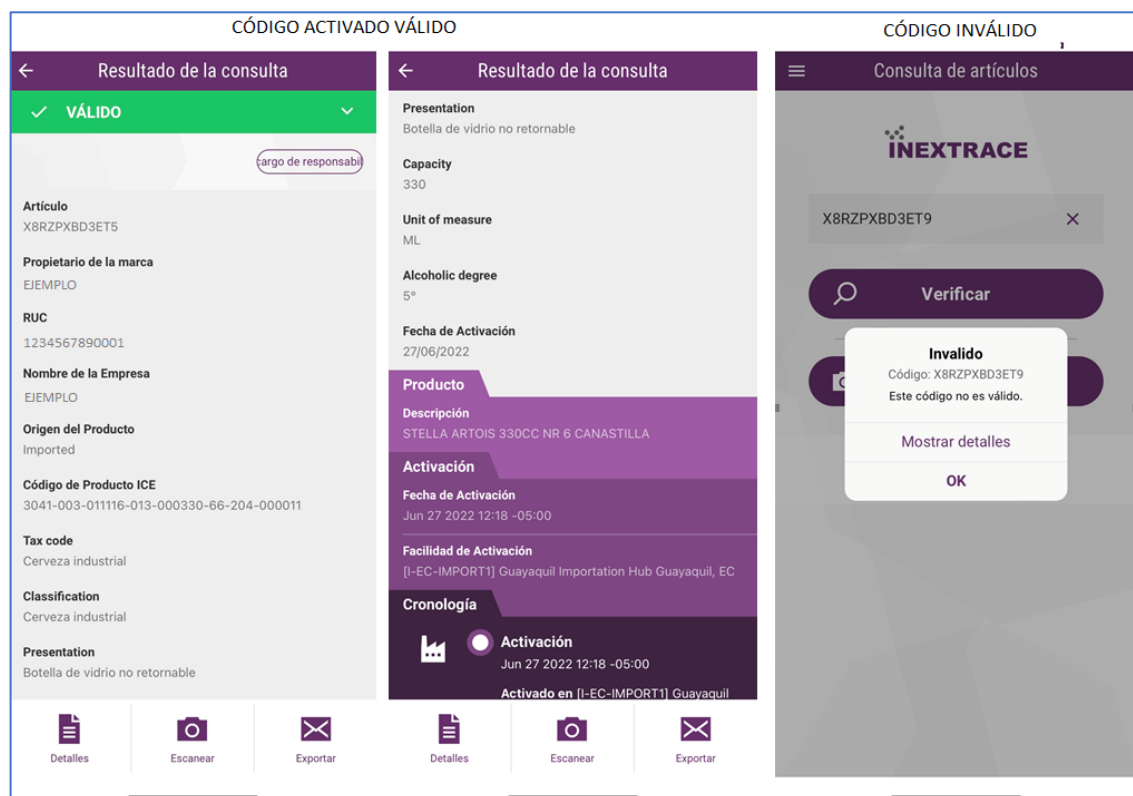 CÓDIGO ACTIVADO VÁLIDO
Resultado de la consulta
VÁLIDO
cargo de responsabil
Artículo
X8RZPXBD3ET5
Propietario de la marca
EJEMPLO
RUC
1234567890001
Nombre de la Empresa
EJEMPLO
Origen del Producto
Imported
Código de Producto ICE
3041-003-011116-013-000330-66-204-000011
Tax code
Cerveza industrial
Classification
Cerveza industrial
Presentation
Botella de vidrio no retornable
Detalles
Escanear
Exportar
Resultado de la consulta
Presentation
Botella de vidrio no retornable
Capacity
330
Unit of measure
ML
Alcoholic degree
5°
Fecha de Activación
27/06/2022
Producto
Descripción
STELLA ARTOIS 330CC NR 6 CANASTILLA
Activación
Fecha de Activación
Jun 27 2022 12:18 -05:00
Facilidad de Activación
[I-EC-IMPORT1] Guayaquil Importation Hub Guayaquil, EC
Cronología
Activación
Jun 27 2022 12:18 -05:00
Activado en [I-EC-IMPORT1] Guayaquil
Detalles
Escanear
Exportar
CÓDIGO INVÁLIDO
Consulta de artículos
INEXTRACE
X8RZPXBD3ET9
Verificar
Invalido
Código: X8RZPXBD3ET9
Este código no es válido.
Mostrar detalles
OK